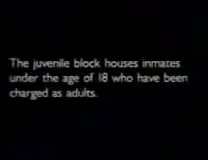 The juvenile block houses inmates
under the age of 18 who have been
charged as adults.